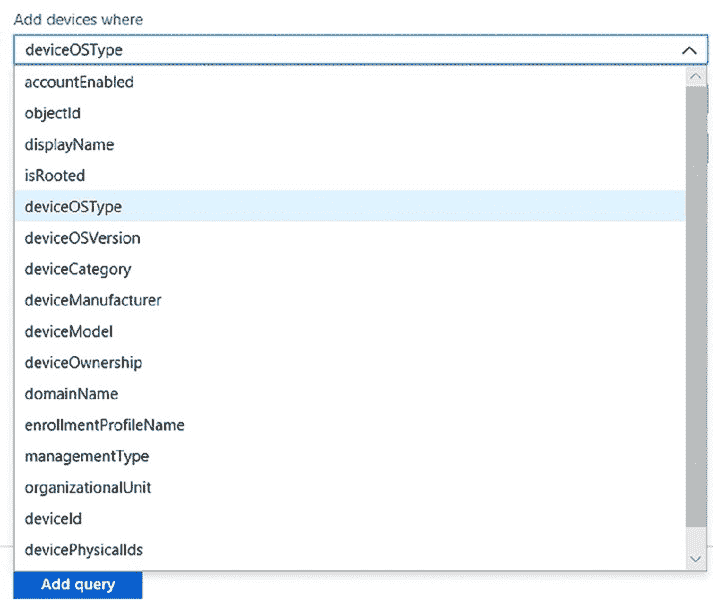 Add devices where
deviceOSType
accountEnabled
objectId
displayName
isRooted
deviceOSType
deviceOSVersion
deviceCategory
deviceManufacturer
deviceModel
deviceOwnership
domainName
enrollmentProfileName
managementType
organizationalUnit
deviceId
devicePhysicalIds
Add query